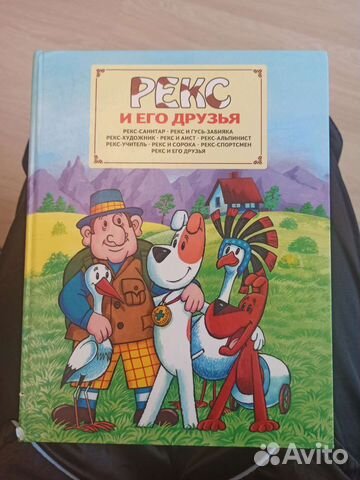 РЕКС
И ЕГО ДРУЗЬЯ
РЕКС-САНИТАР • РЕКС И ГУСЬ-ЗАБИЯКА
РЕКС-ХУДОЖНИК • РЕКС И АИСТ • РЕКС-АЛЬПИНИСТ
РЕКС-УЧИТЕЛЬ • РЕКС И СОРОКА • РЕКС-СПОРТСМЕН
РЕКС И ЕГО ДРУЗЬЯ
Avito